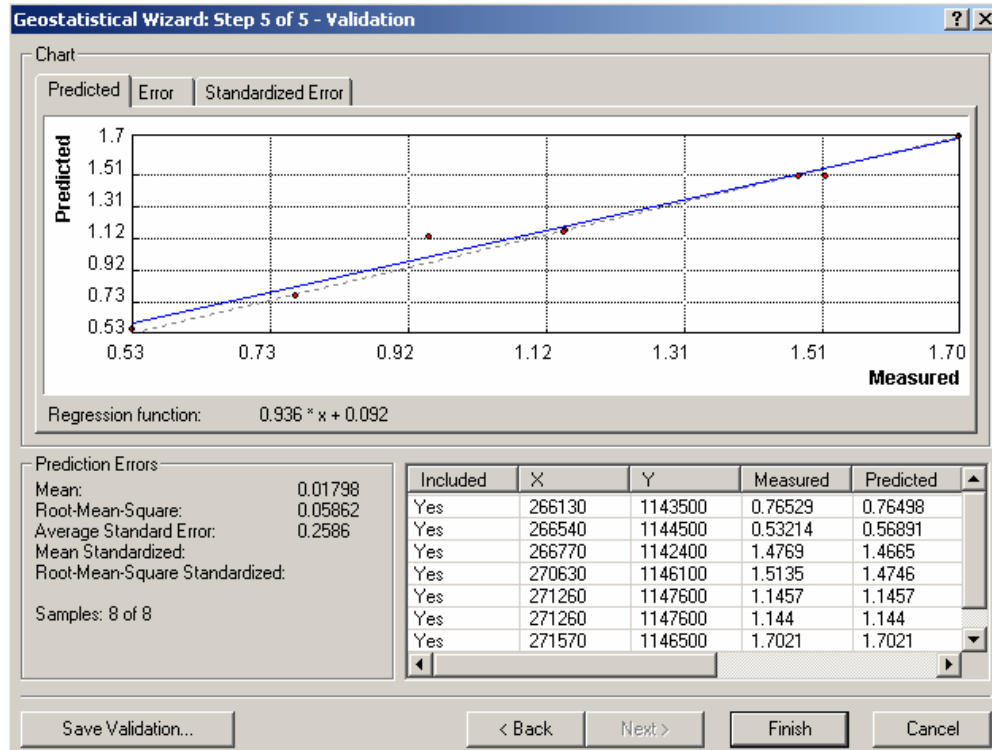 Geostatistical Wizard: Step 5 of 5 - Validation
Chart
Predicted Error Standardized Error
Predicted
1.7
1.51
1.31
1.12
0.92
0.73
0.53
0.53 0.73 0.92 1.12 1.31 1.51 1.70
Measured
Regression function: 0.936 * x + 0.092
Prediction Errors
Mean: 0.01798
Root-Mean-Square: 0.05862
Average Standard Error: 0.2586
Mean Standardized:
Root-Mean-Square Standardized:
Samples: 8 of 8
Included X Y Measured Predicted
Yes 266130 1143500 0.76529 0.76498
Yes 266540 1144500 0.53214 0.56891
Yes 266770 1142400 1.4769 1.4665
Yes 270630 1146100 1.5135 1.4746
Yes 271260 1147600 1.1457 1.1457
Yes 271260 1147600 1.144 1.144
Yes 271570 1146500 1.7021 1.7021
Save Validation... < Back Next > Finish Cancel